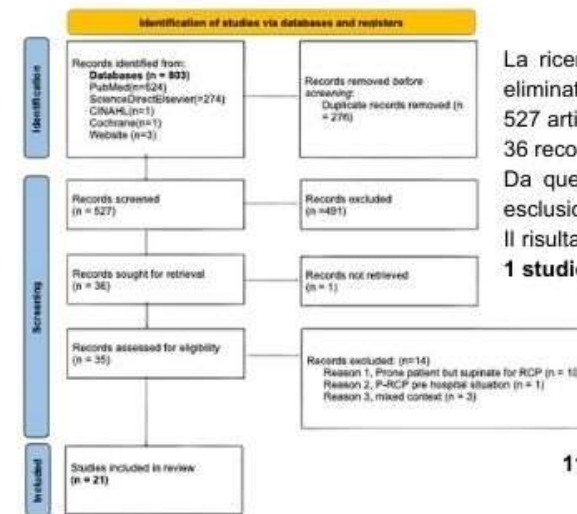 Identification of studies via databases and registers
Identification
Records identified from:
Databases (n = 803)
PubMed(n=524)
ScienceDirectElsevier(=274)
CINAHL(n=1)
Cochrane(n=1)
Website (n=3)
Records removed before
screening:
Duplicate records removed (n
= 276)
Screening
Records screened
(n = 527)
Records excluded
(n =491)
Records sought for retrieval
(n = 36)
Records not retrieved
(n = 1)
Records assessed for eligibility
(n = 35)
Records excluded: (n=14)
Reason 1, Prone patient but supinate for RCP (n = 10
Reason 2, P-RCP pre hospital situation (n = 1)
Reason 3, mixed context (n = 3)
Included
Studies included in review
(n = 21)
La ricer
eliminat
527 arti
36 reco
Da que
esclusio
Il risulta
1 studio
11